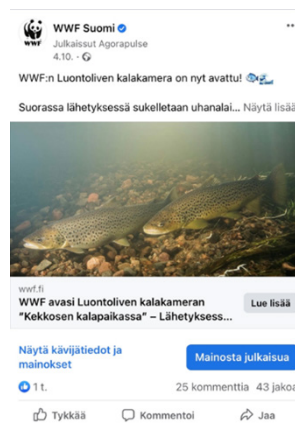 WWF Suomi
WWF
Julkaissut Agorapulse
4.10. ·
WWF:n Luontoliven kalakamera on nyt avattu!
Suorassa lähetyksessä sukelletaan uhanalai... Näytä lisää
wwf.fi
WWF avasi Luontoliven kalakameran
"Kekkosen kalapaikassa" – Lähetysess...
Lue lisää
Näytä kävijätiedot ja
mainokset
Mainosta julkaisua
1 t.
25 kommenttia 43 jakoa
Tykkää
Kommentoi
Jaa